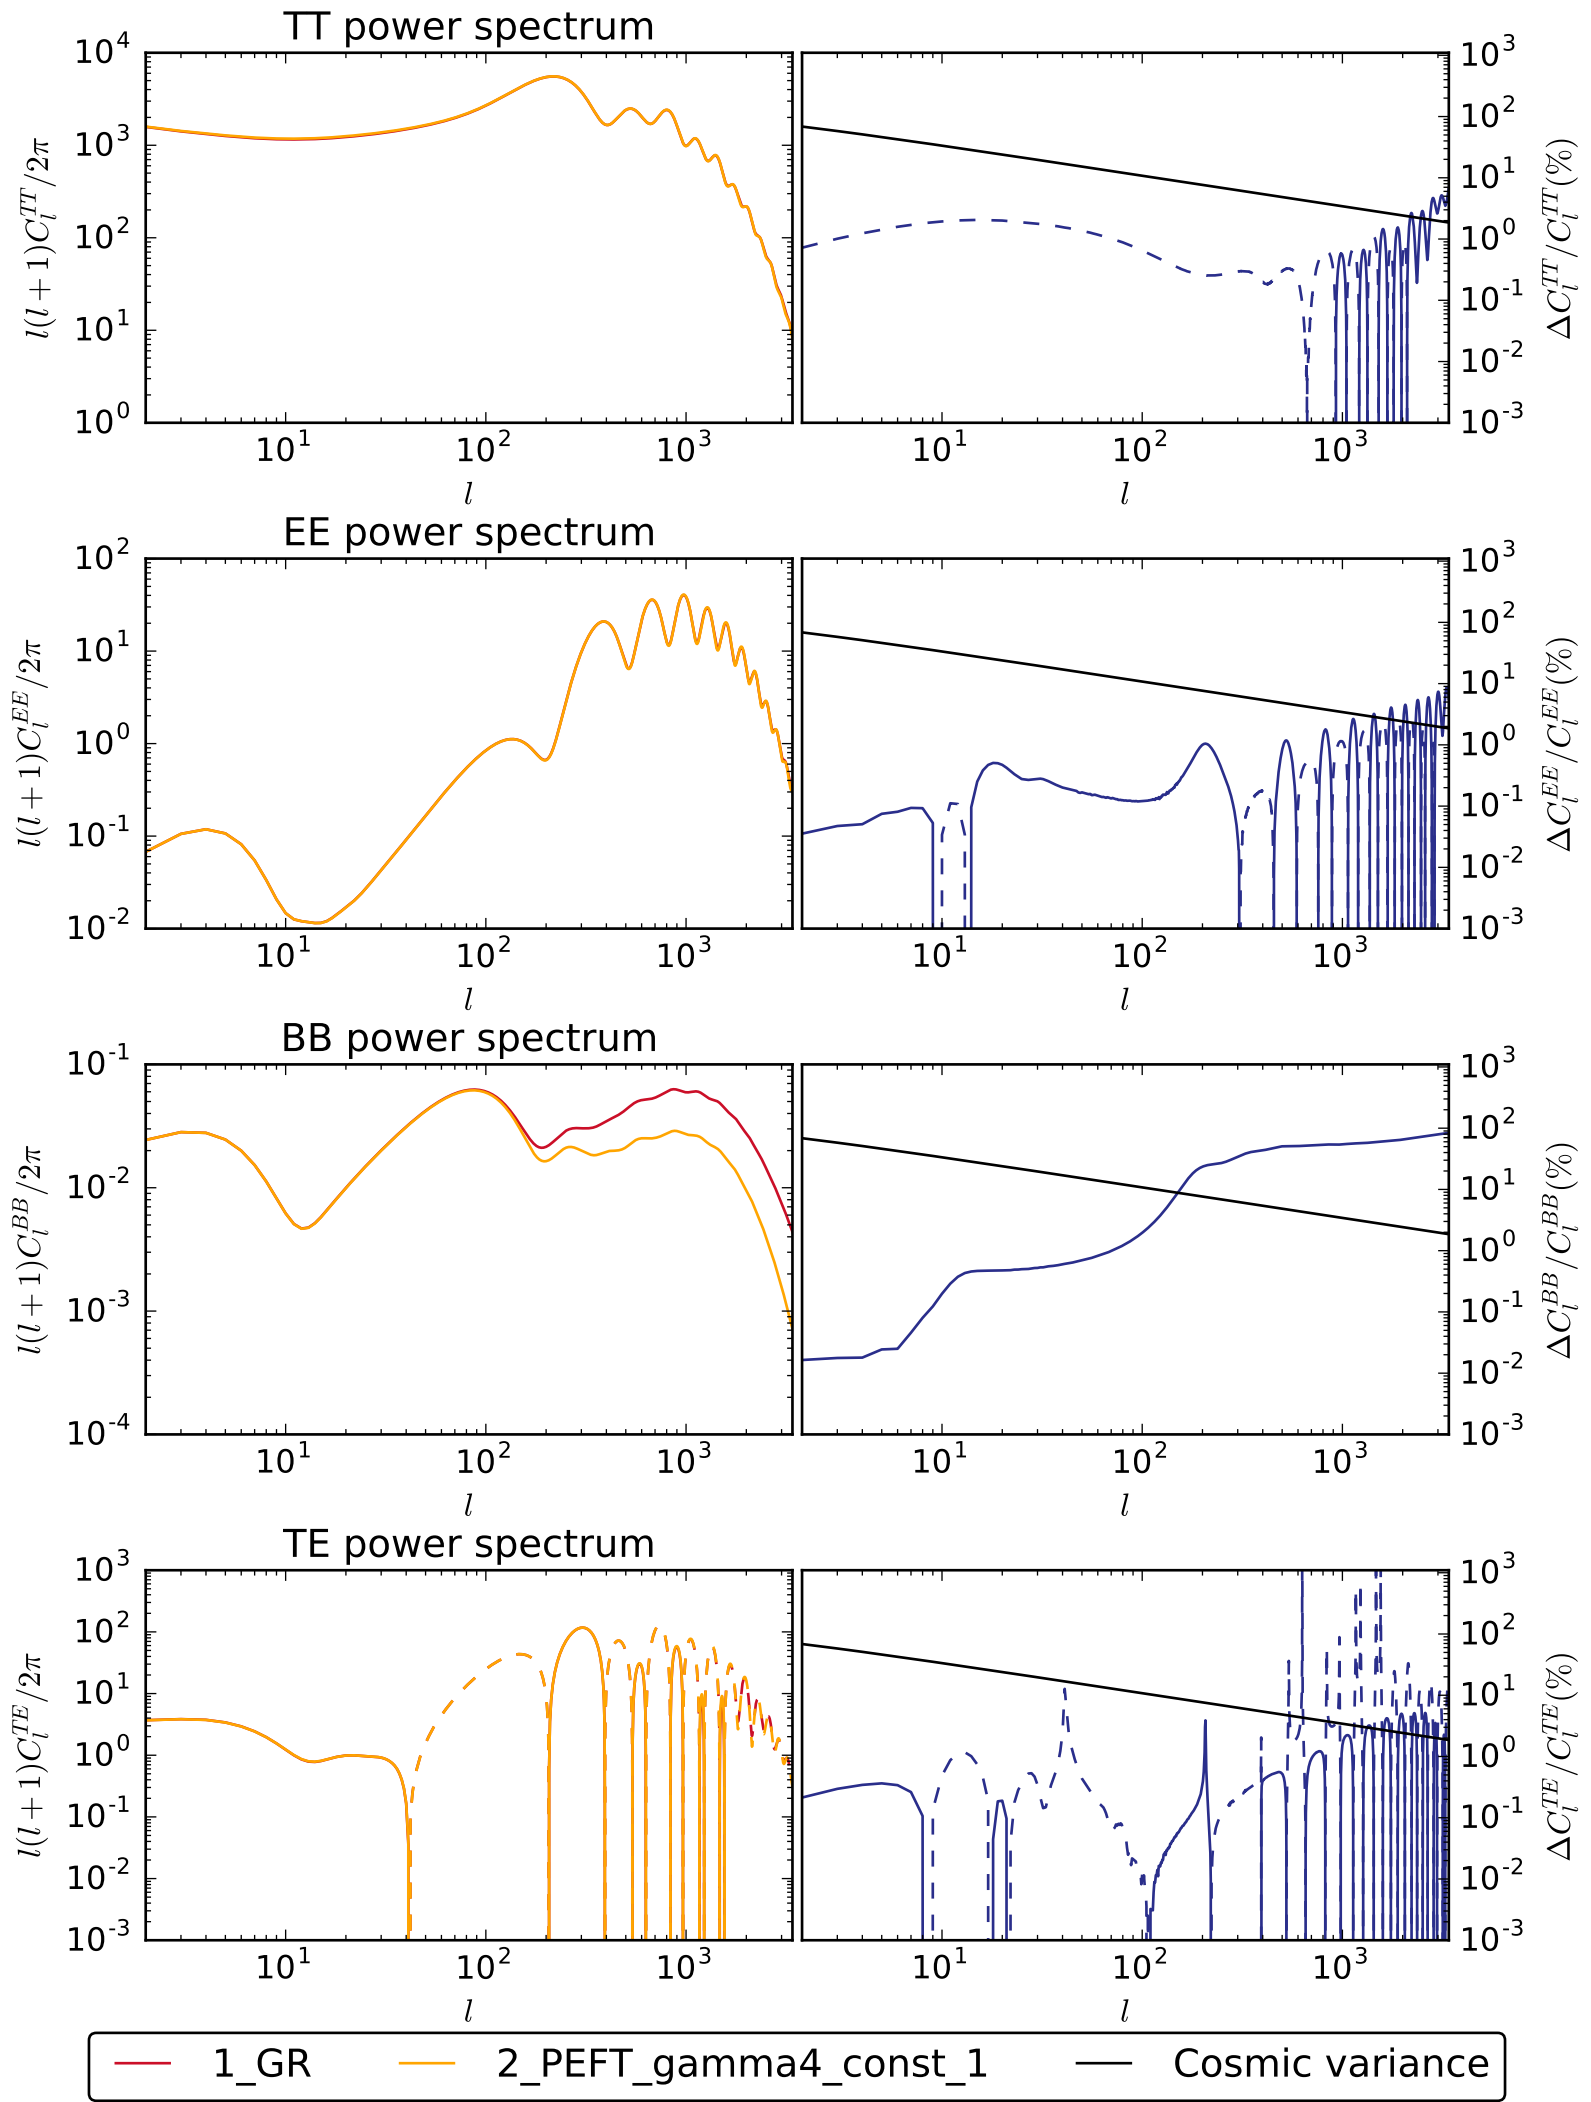 TT power spectrum
10^4
10^3
10^2
10^1
10^0
l(l + 1)C_l^{TT}/2π
10^1 10^2 10^3
l
10^3
10^2
10^1
10^0
10^-1
10^-2
10^-3
ΔC_l^{TT}/C_l^{TT}(%)
10^1 10^2 10^3
l
EE power spectrum
10^2
10^1
10^0
10^-1
10^-2
l(l + 1)C_l^{EE}/2π
10^1 10^2 10^3
l
10^3
10^2
10^1
10^0
10^-1
10^-2
10^-3
ΔC_l^{EE}/C_l^{EE}(%)
10^1 10^2 10^3
l
BB power spectrum
10^-1
10^-2
10^-3
10^-4
l(l + 1)C_l^{BB}/2π
10^1 10^2 10^3
l
10^3
10^2
10^1
10^0
10^-1
10^-2
10^-3
ΔC_l^{BB}/C_l^{BB}(%)
10^1 10^2 10^3
l
TE power spectrum
10^3
10^2
10^1
10^0
10^-1
10^-2
10^-3
l(l + 1)C_l^{TE}/2π
10^1 10^2 10^3
l
10^3
10^2
10^1
10^0
10^-1
10^-2
10^-3
ΔC_l^{TE}/C_l^{TE}(%)
10^1 10^2 10^3
l
1_GR 2_PEFT_gamma4_const_1 Cosmic variance